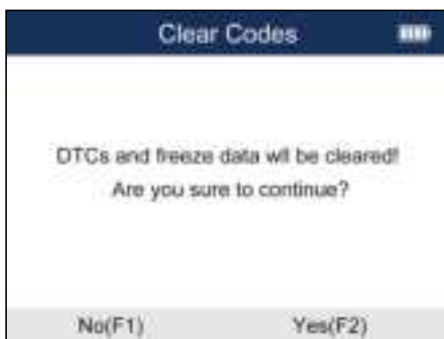 Clear Codes
DTCs and freeze data wil be cleared!
Are you sure to continue?
No(F1) Yes(F2)